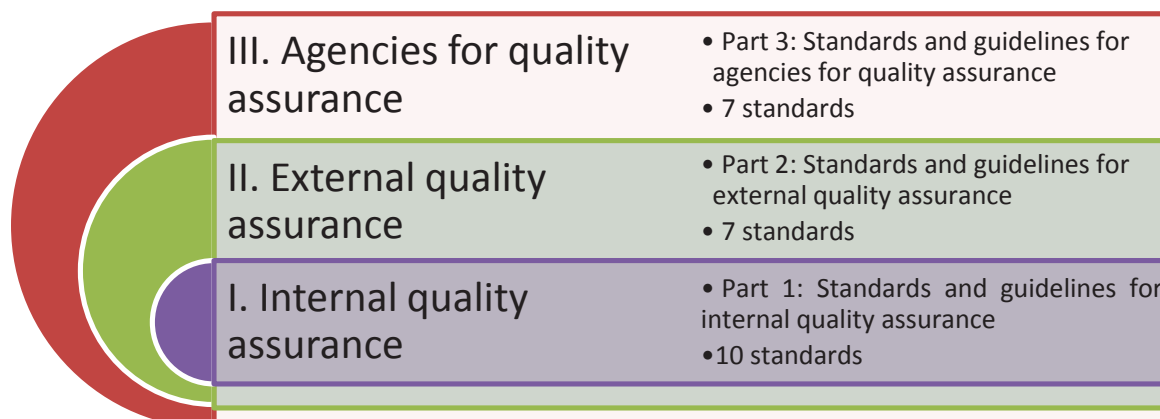 III. Agencies for quality
assurance
• Part 3: Standards and guidelines for
agencies for quality assurance
• 7 standards
II. External quality
assurance
• Part 2: Standards and guidelines for
external quality assurance
• 7 standards
I. Internal quality
assurance
• Part 1: Standards and guidelines for
internal quality assurance
•10 standards